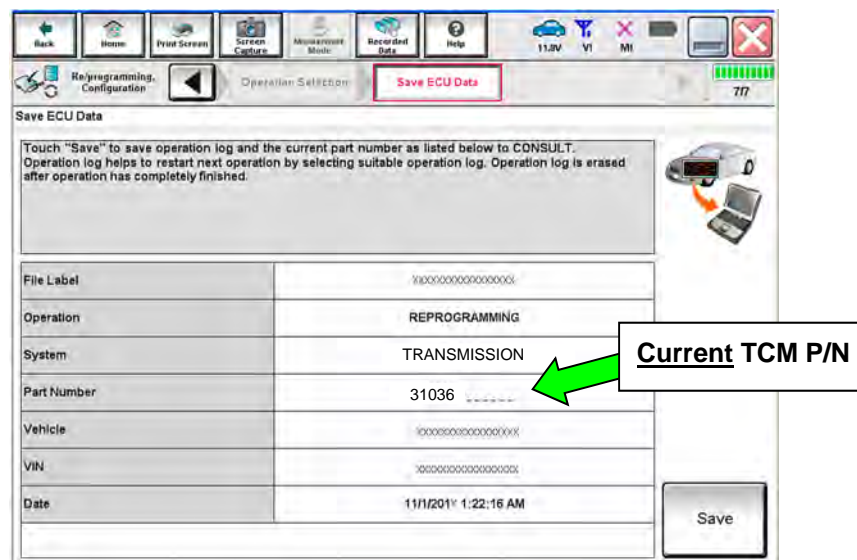 Back Home Print Screen Screen Capture Measurement Mode Recorded Data Help 11.8V VI MI
Re/programming, Configuration Operation Selection Save ECU Data 7/7
Save ECU Data
Touch "Save" to save operation log and the current part number as listed below to CONSULT.
Operation log helps to restart next operation by selecting suitable operation log. Operation log is erased
after operation has completely finished.
File Label XXXXXXXXXXXXXXXXX
Operation REPROGRAMMING
System TRANSMISSION
Current TCM P/N
Part Number 31036 _ _ _ _ _ _
Vehicle XXXXXXXXXXXXXXXXX
VIN XXXXXXXXXXXXXXXXX
Date 11/1/201Y 1:22:16 AM
Save